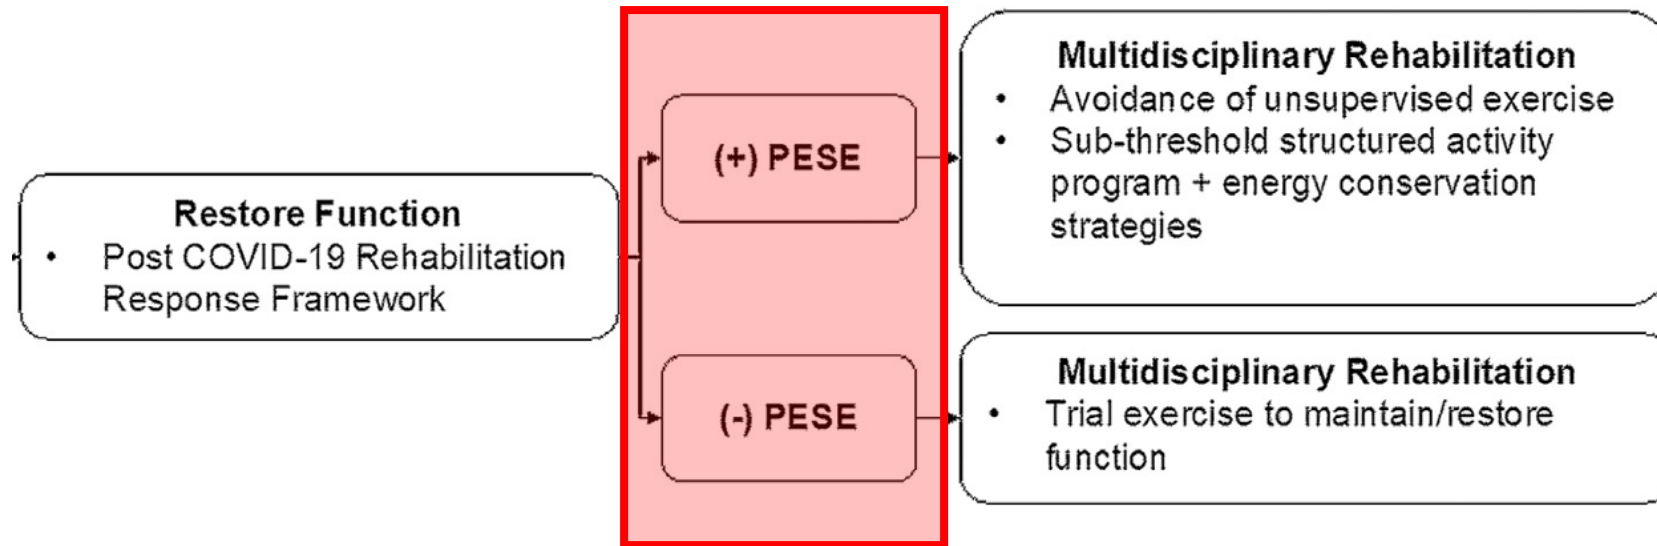 Restore Function
• Post COVID-19 Rehabilitation
Response Framework
(+) PESE
(-) PESE
Multidisciplinary Rehabilitation
• Avoidance of unsupervised exercise
• Sub-threshold structured activity
program + energy conservation
strategies
Multidisciplinary Rehabilitation
• Trial exercise to maintain/restore
function